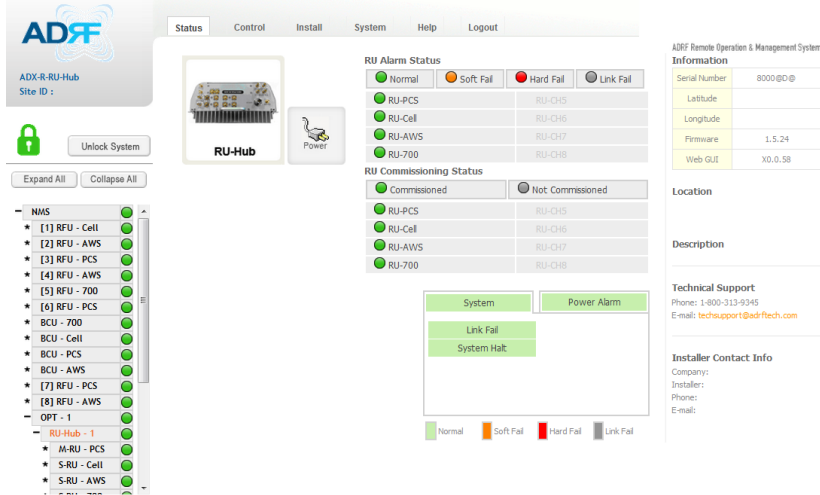 ADRF
ADX-R-RU-Hub
Site ID :
Unlock System
Expand All
Collapse All
NMS
[1] RFU - Cell
[2] RFU - AWS
[3] RFU - PCS
[4] RFU - AWS
[5] RFU - 700
[6] RFU - PCS
BCU - 700
BCU - Cell
BCU - PCS
BCU - AWS
[7] RFU - PCS
[8] RFU - AWS
OPT - 1
RU-Hub - 1
M-RU - PCS
S-RU - Cell
S-RU - AWS
S-RU - 700
Status Control Install System Help Logout
RU-Hub
Power
RU Alarm Status
Normal Soft Fail Hard Fail Link Fail
RU-PCS RU-CH5
RU-Cell RU-CH6
RU-AWS RU-CH7
RU-700 RU-CH8
RU Commissioning Status
Commissioned Not Commissioned
RU-PCS RU-CH5
RU-Cell RU-CH6
RU-AWS RU-CH7
RU-700 RU-CH8
System Power Alarm
Link Fail
System Halt
Normal Soft Fail Hard Fail Link Fail
ADRF Remote Operation & Management System
Information
Serial Number 8000@D@
Latitude
Longitude
Firmware 1.5.24
Web GUI X0.0.58
Location
Description
Technical Support
Phone: 1-800-313-9345
E-mail: techsupport@adrftech.com
Installer Contact Info
Company:
Installer:
Phone:
E-mail: